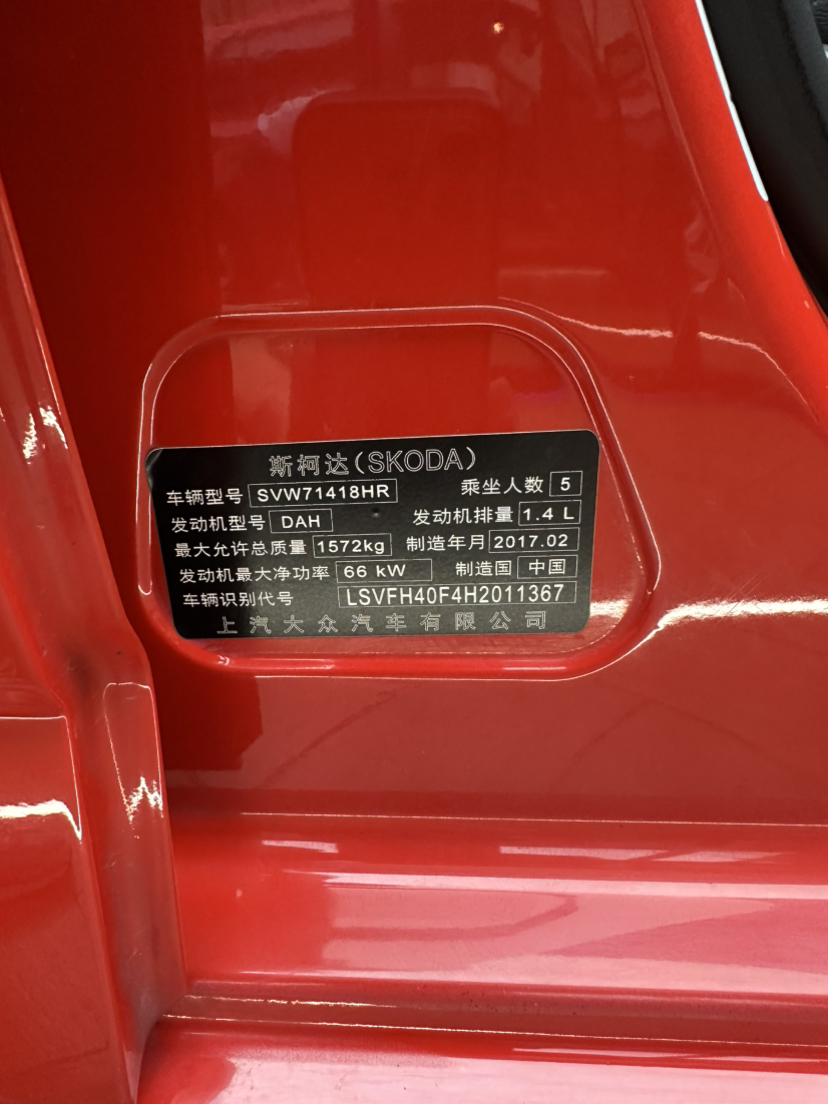 斯柯达(SKODA)
车辆型号 SVW71418HR 乘坐人数 5
发动机型号 DAH 发动机排量 1.4 L
最大允许总质量 1572kg 制造年月 2017.02
发动机最大净功率 66 kW 制造国 中国
车辆识别代号 LSVFH40F4H2011367
上汽大众汽车有限公司